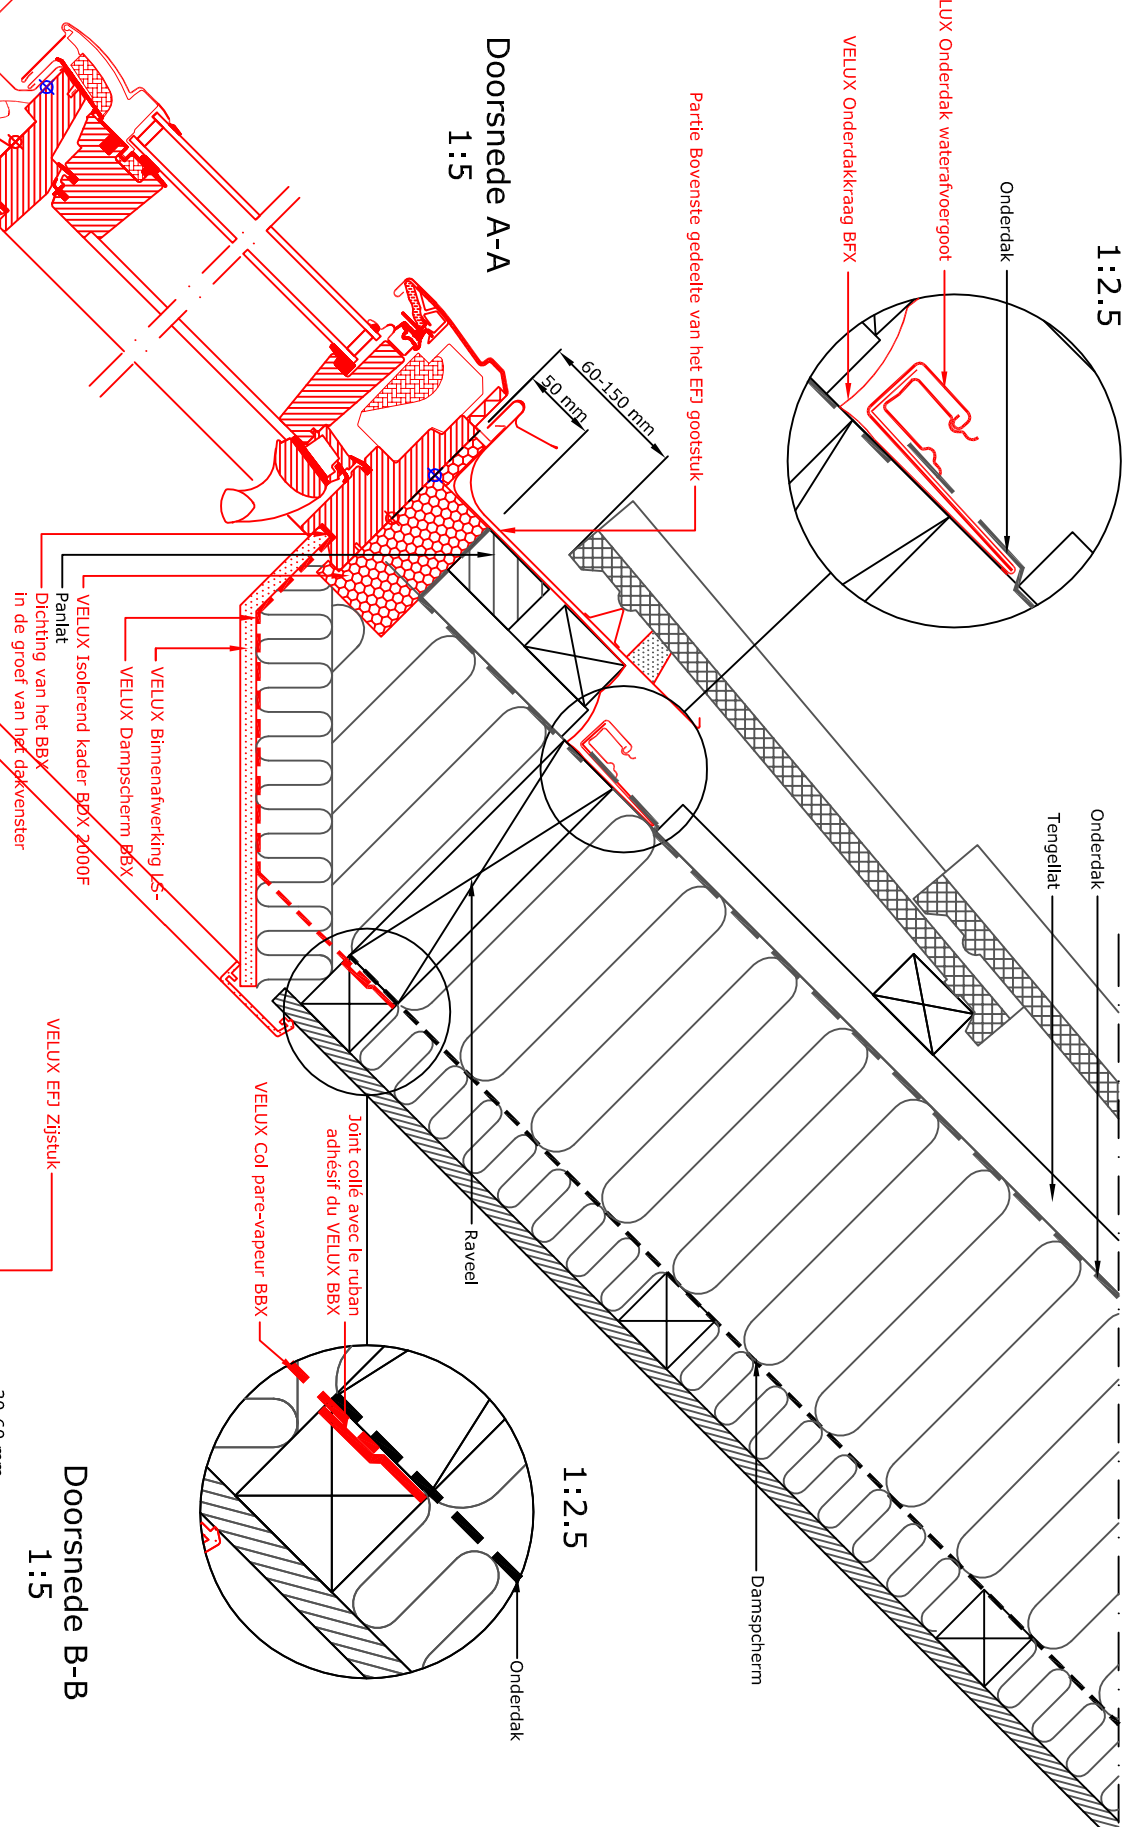 1:2.5
Onderdak
LUX Onderdak waterafvoergoot
VELUX Onderdakkraag BFX
Partie Bovenste gedeelte van het EFJ gootstuk
Doorsnede A-A
1:5
60-150 mm
50 mm
Onderdak
Tengellat
VELUX Binnenafwerking LS-
VELUX Dampscherm BBX
VELUX Isolerend kader BDX 2000F
Panlat
Dichting van het BBX
in de groef van het dakvenster
Raveel
Joint collé avec le ruban
adhésif du VELUX BBX
VELUX Col pare-vapeur BBX
VELUX EFJ Zijstuk
1:2.5
Damspcherm
Onderdak
Doorsnede B-B
1:5